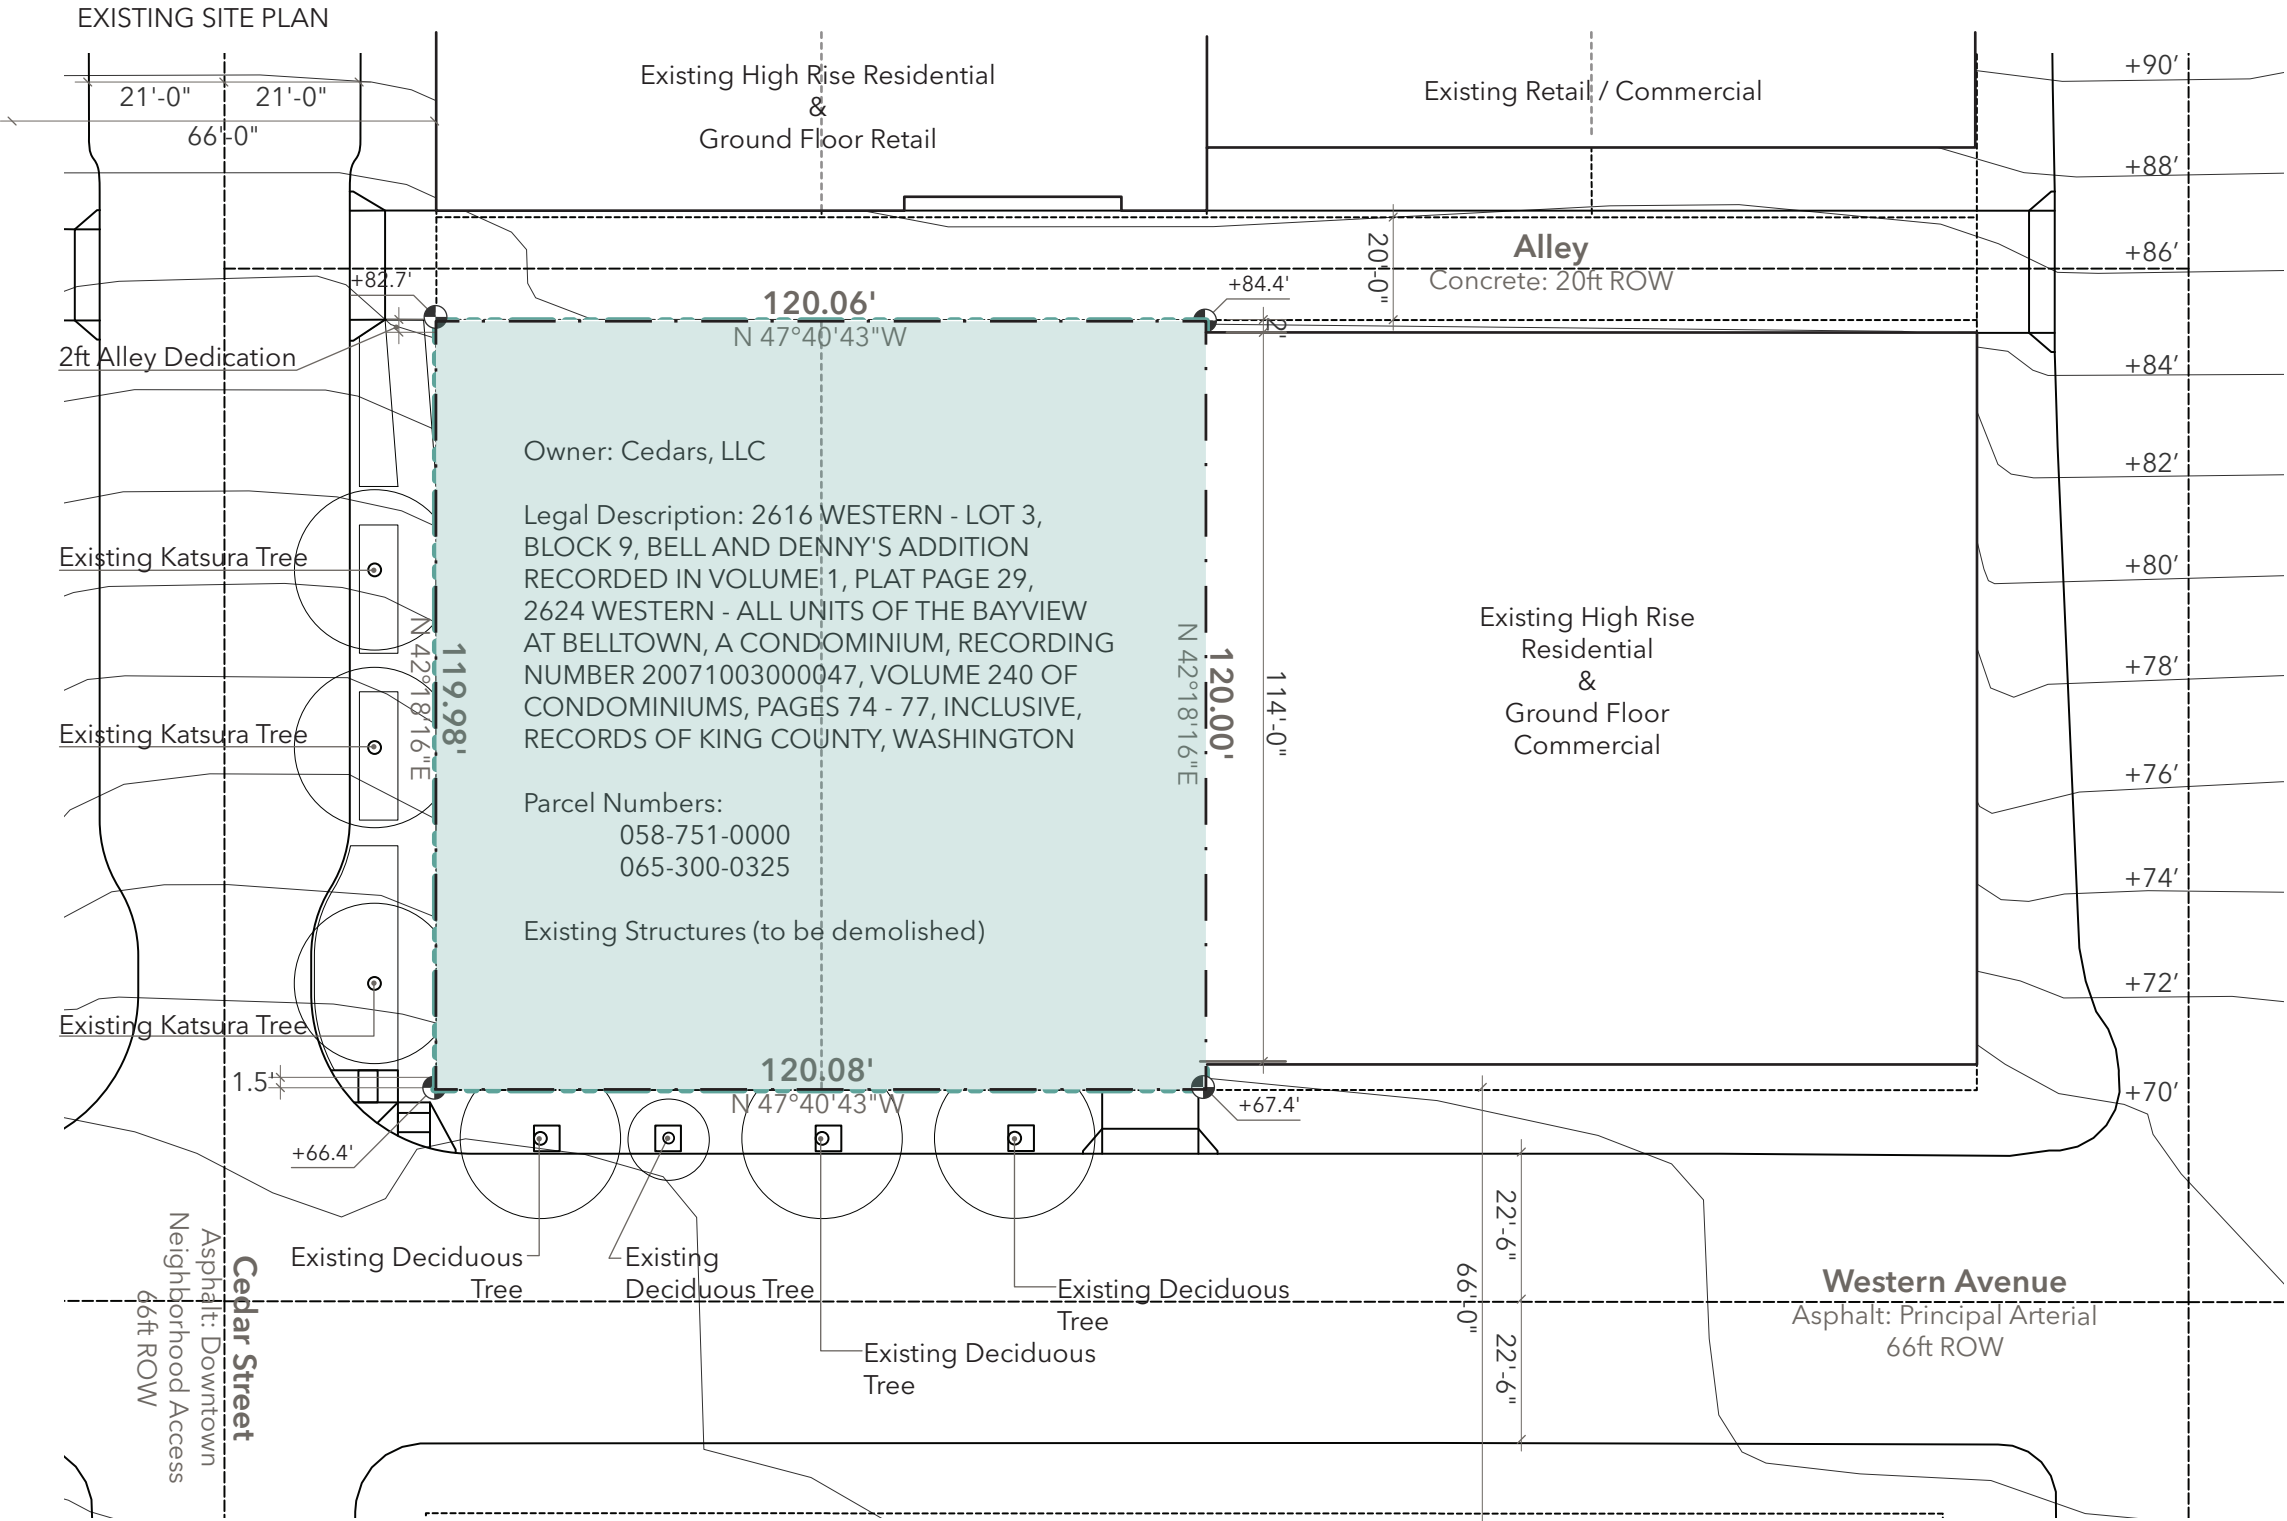 EXISTING SITE PLAN
21'-0"
21'-0"
66'-0"
Existing High Rise Residential
&
Ground Floor Retail
Existing Retail / Commercial
+90’
+88’
+86’
+84’
+82’
+80’
+78’
+76’
+74’
+72’
+70’
Alley
Concrete: 20ft ROW
20'-0"
+82.7'
+84.4'
2'
120.06'
N 47°40'43"W
2ft Alley Dedication
Existing Katsura Tree
Existing Katsura Tree
Existing Katsura Tree
N 42°18'16"E
119.98'
Owner: Cedars, LLC
Legal Description: 2616 WESTERN - LOT 3,
BLOCK 9, BELL AND DENNY'S ADDITION
RECORDED IN VOLUME 1, PLAT PAGE 29,
2624 WESTERN - ALL UNITS OF THE BAYVIEW
AT BELLTOWN, A CONDOMINIUM, RECORDING
NUMBER 20071003000047, VOLUME 240 OF
CONDOMINIUMS, PAGES 74 - 77, INCLUSIVE,
RECORDS OF KING COUNTY, WASHINGTON
Parcel Numbers:
058-751-0000
065-300-0325
Existing Structures (to be demolished)
N 42°18'16"E
120.00'
114'-0"
Existing High Rise
Residential
&
Ground Floor
Commercial
120.08'
N 47°40'43"W
1.5'
+66.4'
+67.4'
Existing Deciduous
Tree
Existing
Deciduous Tree
Existing Deciduous
Tree
Existing Deciduous
Tree
22'-6"
66'-0"
22'-6"
Cedar Street
Asphalt: Downtown
Neighborhood Access
66ft ROW
Western Avenue
Asphalt: Principal Arterial
66ft ROW